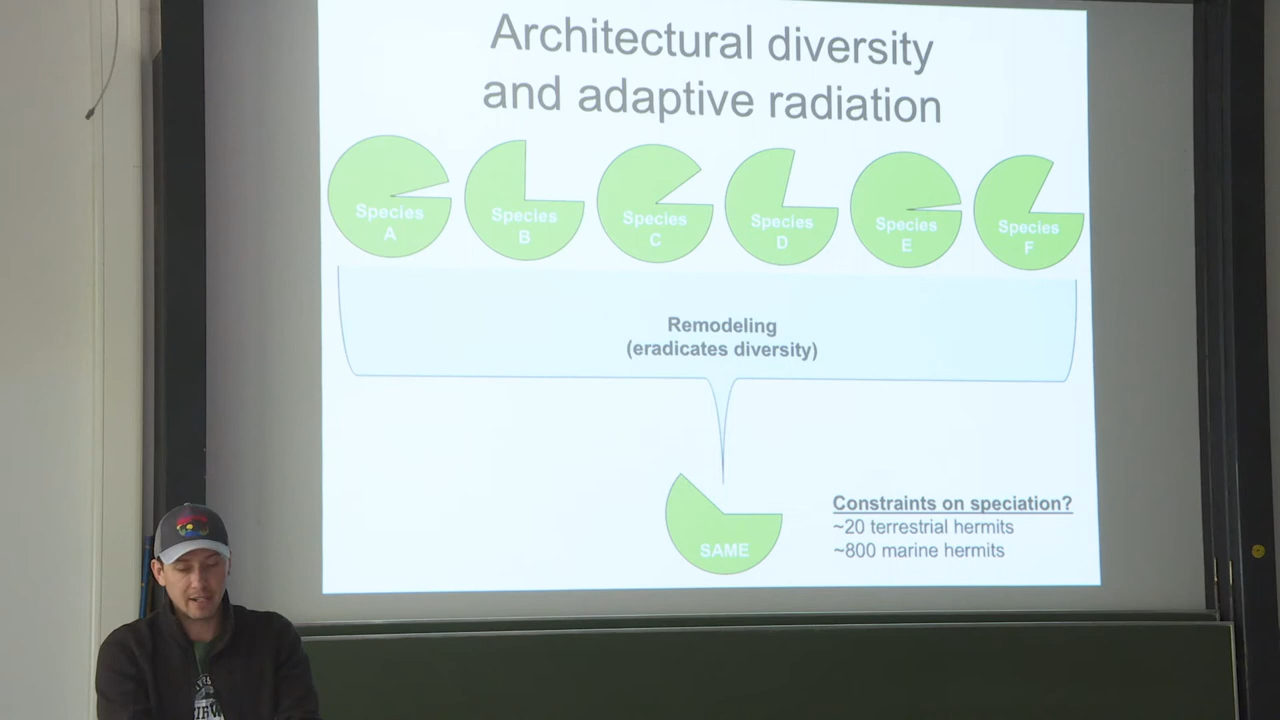 Architectural diversity
and adaptive radiation
Species
A
Species
B
Species
C
Species
D
Species
E
Species
F
Remodeling
(eradicates diversity)
SAME
Constraints on speciation?
~20 terrestrial hermits
~800 marine hermits